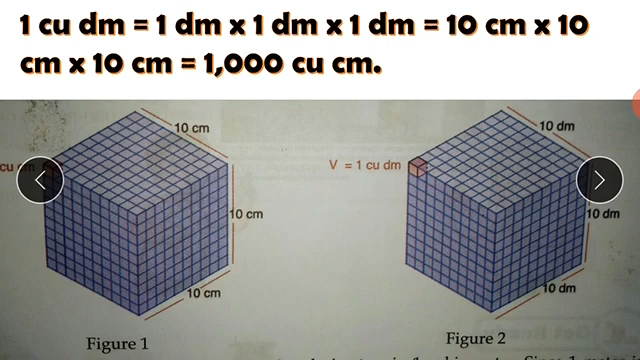 1 cu dm = 1 dm x 1 dm x 1 dm = 10 cm x 10
cm x 10 cm = 1,000 cu cm.
10 cm
10 dm
cu
V = 1 cu dm
10 cm
10 dm
10 cm
10 dm
Figure 1
Figure 2